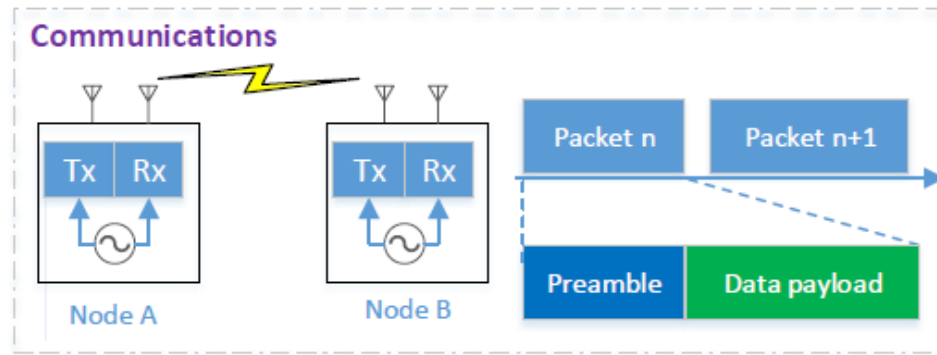 Communications
Tx Rx
Node A
Tx Rx
Node B
Packet n
Packet n+1
Preamble
Data payload